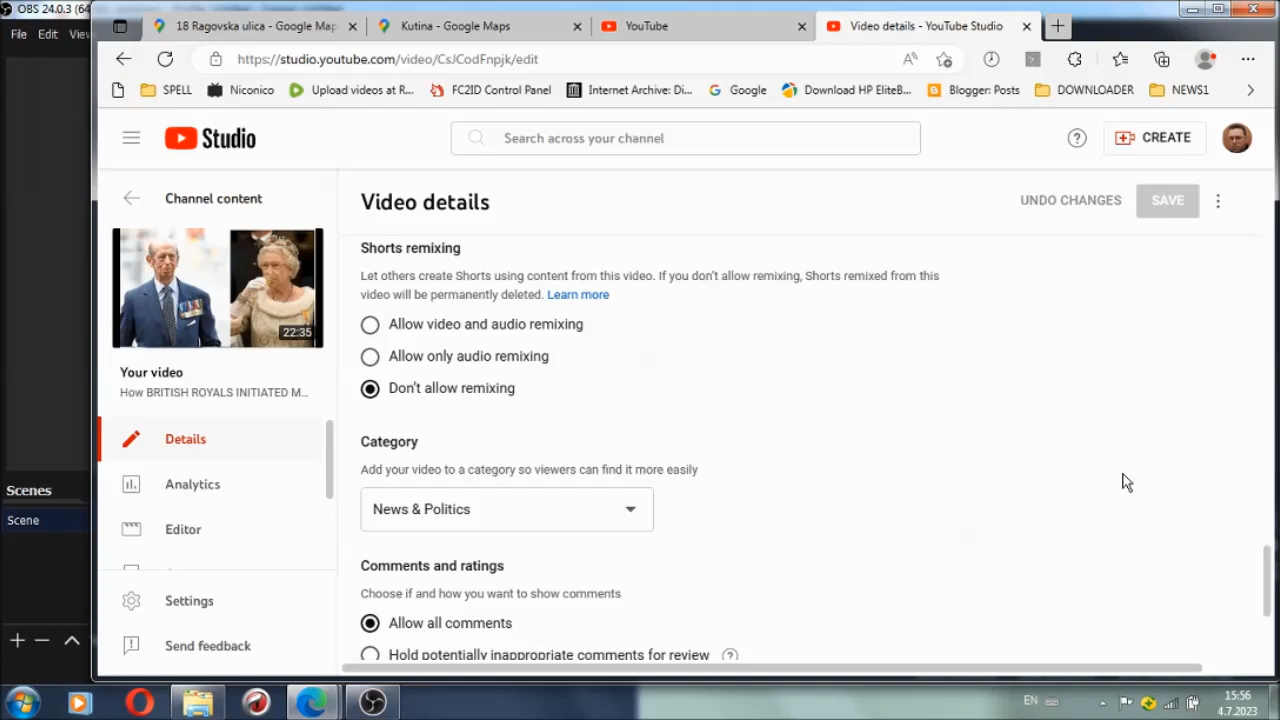 OBS 24.0.3 (64
18 Ragovska ulica - Google Map
Kutina - Google Maps
YouTube
Video details - YouTube Studio
File Edit View
https://studio.youtube.com/video/CsJCodFnpjk/edit
SPELL
Niconico
Upload videos at R...
FC2ID Control Panel
Internet Archive: Di...
Google
Download HP EliteB...
Blogger: Posts
DOWNLOADER
NEWS1
Studio
Search across your channel
CREATE
Channel content
Video details
UNDO CHANGES
SAVE
22:35
Your video
How BRITISH ROYALS INITIATED M...
Details
Analytics
Editor
Settings
Send feedback
Shorts remixing
Let others create Shorts using content from this video. If you don't allow remixing, Shorts remixed from this
video will be permanently deleted. Learn more
Allow video and audio remixing
Allow only audio remixing
Don't allow remixing
Category
Add your video to a category so viewers can find it more easily
News & Politics
Comments and ratings
Choose if and how you want to show comments
Allow all comments
Hold potentially inappropriate comments for review
Scenes
Scene
EN
15:56
4.7.2023